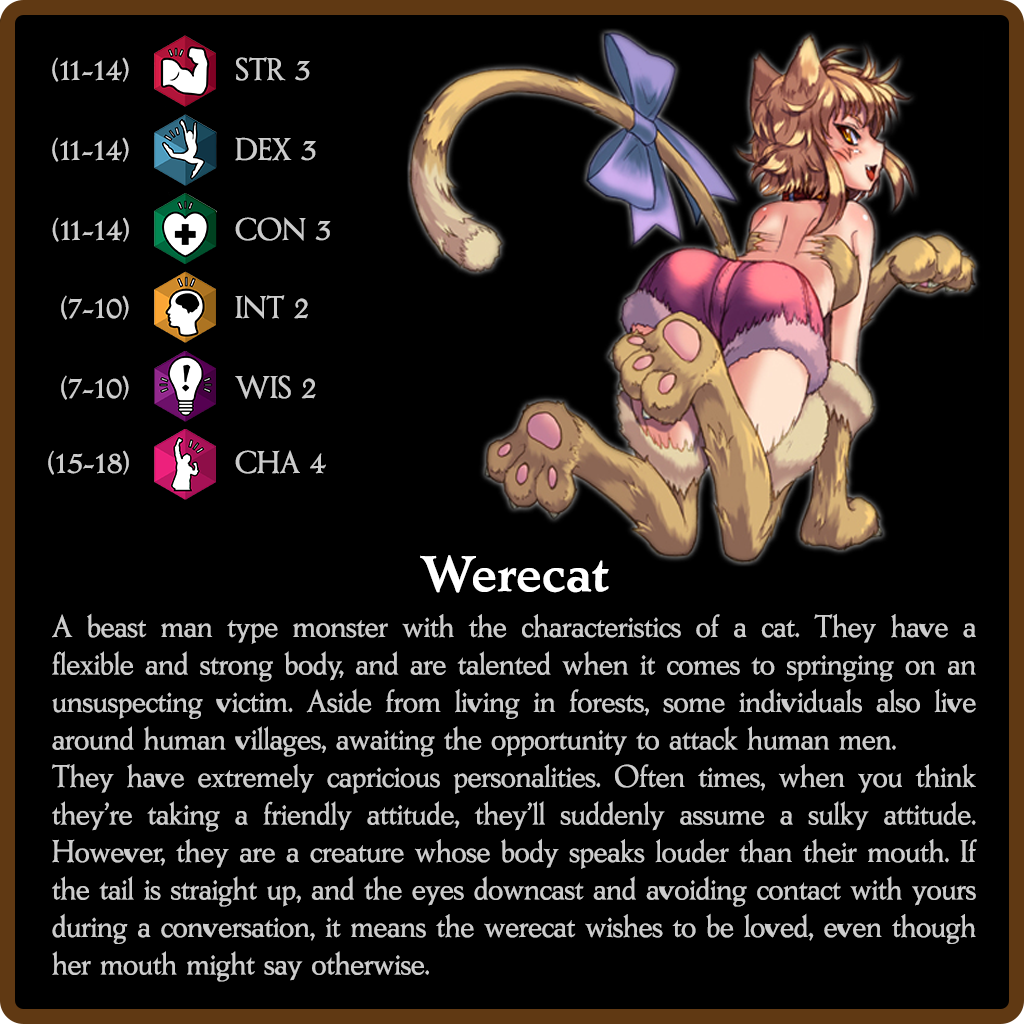 (11-14) STR 3
(11-14) DEX 3
(11-14) CON 3
(7-10) INT 2
(7-10) WIS 2
(15-18) CHA 4
Werecat
A beast man type monster with the characteristics of a cat. They have a
flexible and strong body, and are talented when it comes to springing on an
unsuspecting victim. Aside from living in forests, some individuals also live
around human villages, awaiting the opportunity to attack human men.
They have extremely capricious personalities. Often times, when you think
they're taking a friendly attitude, they'll suddenly assume a sulky attitude.
However, they are a creature whose body speaks louder than their mouth. If
the tail is straight up, and the eyes downcast and avoiding contact with yours
during a conversation, it means the werecat wishes to be loved, even though
her mouth might say otherwise.